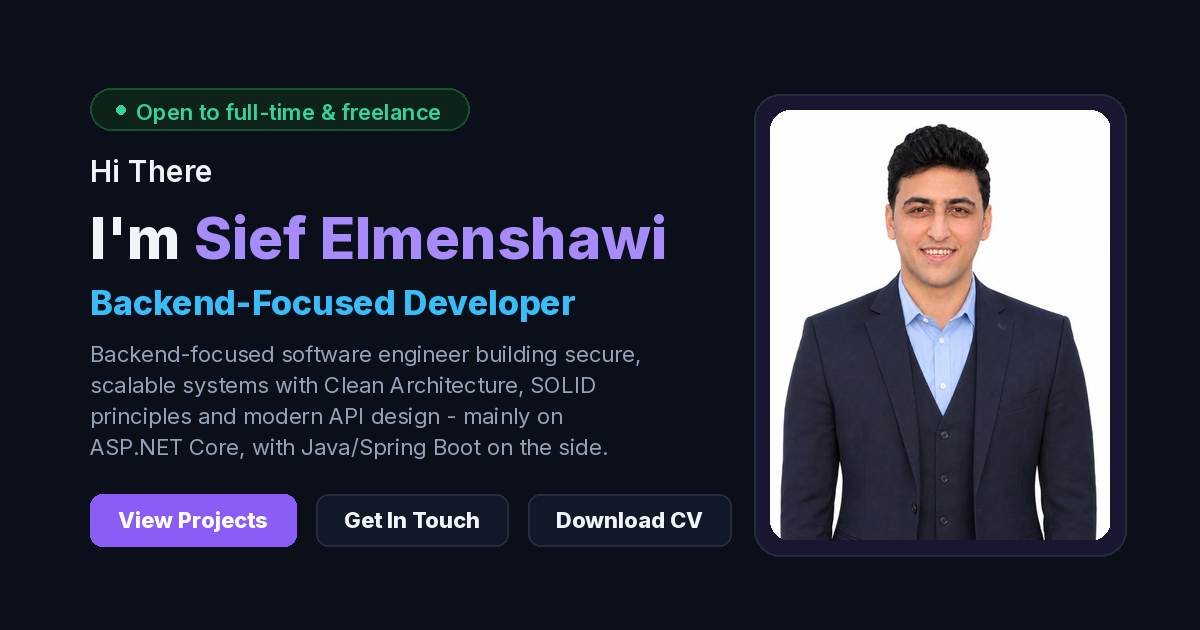 Open to full-time & freelance
Hi There
I'm Sief Elmenshawi
Backend-Focused Developer
Backend-focused software engineer building secure,
scalable systems with Clean Architecture, SOLID
principles and modern API design - mainly on
ASP.NET Core, with Java/Spring Boot on the side.
View Projects
Get In Touch
Download CV